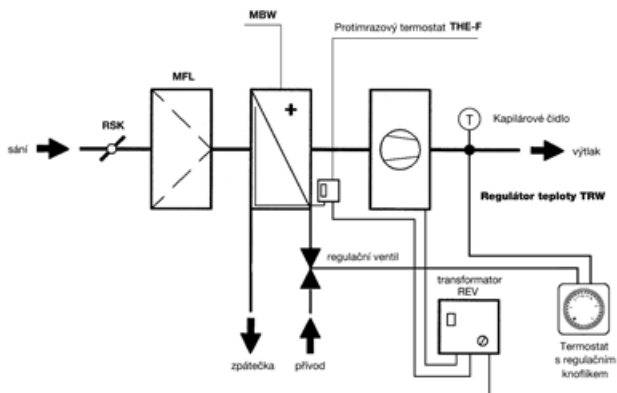 MBW
Protimrazový termostat THE-F
MFL
RSK
+
T
Kapilárové čidlo
sání
výtlak
Regulátor teploty TRW
regulační ventil
transformator
REV
Termostat
s regulačním
knoflíkem
zpátečka
přívod